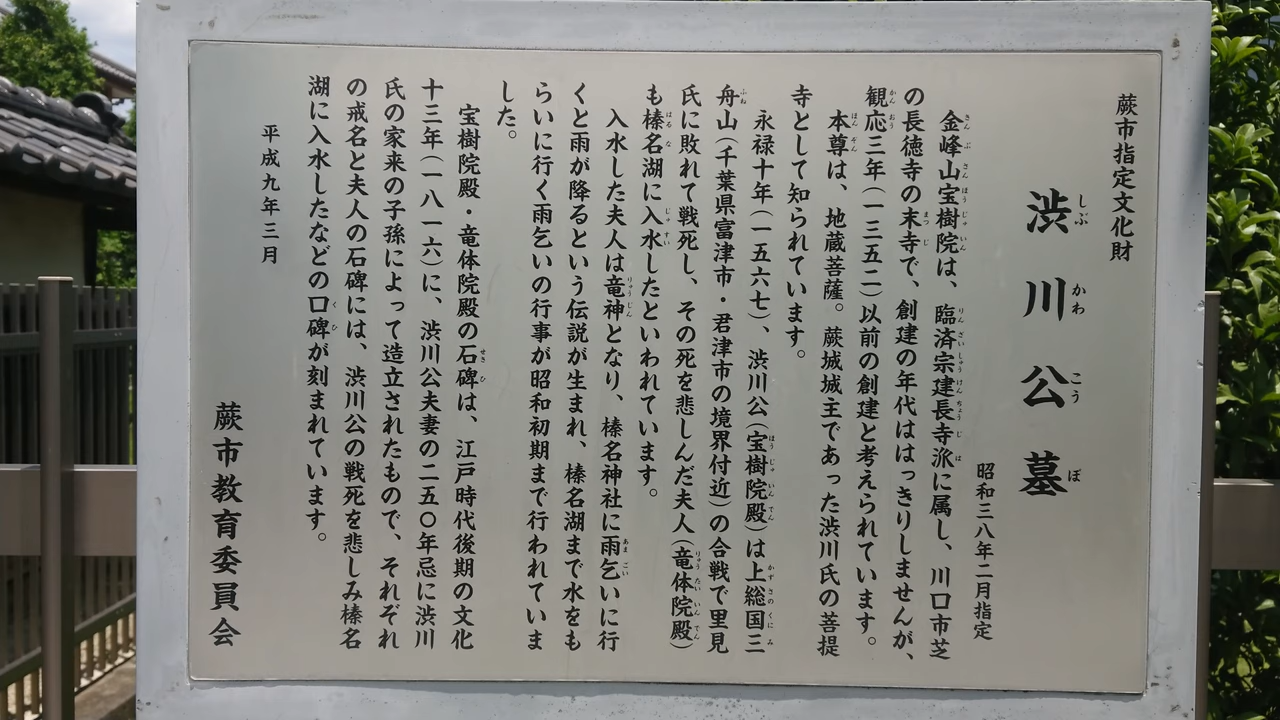 蕨市指定文化財
渋川公墓
昭和三八年二月指定
金峰山宝樹院は、臨済宗建長寺派に属し、川口市芝
の長徳寺の末寺で、創建の年代ははっきりしませんが、
観応三年(一三五二)以前の創建と考えられています。
本尊は、地蔵菩薩。蕨城城主であった渋川氏の菩提
寺として知られています。
永禄十年(一五六七)、渋川公(宝樹院殿)は上総国三
舟山(千葉県富津市・君津市の境界付近)の合戦で里見
氏に敗れて戦死し、その死を悲しんだ夫人(竜体院殿)
も榛名湖に入水したといわれています。
入水した夫人は竜神となり、榛名神社に雨乞いに行
くと雨が降るという伝説が生まれ、榛名湖まで水をも
らいに行く雨乞いの行事が昭和初期まで行われていま
した。
宝樹院殿・竜体院殿の石碑は、江戸時代後期の文化
十三年(一八一六)に、渋川公夫妻の二五〇年忌に渋川
氏の家来の子孫によって造立されたもので、それぞれ
の戒名と夫人の石碑には、渋川公の戦死を悲しみ榛名
湖に入水したなどの口碑が刻まれています。
平成九年三月
蕨市教育委員会